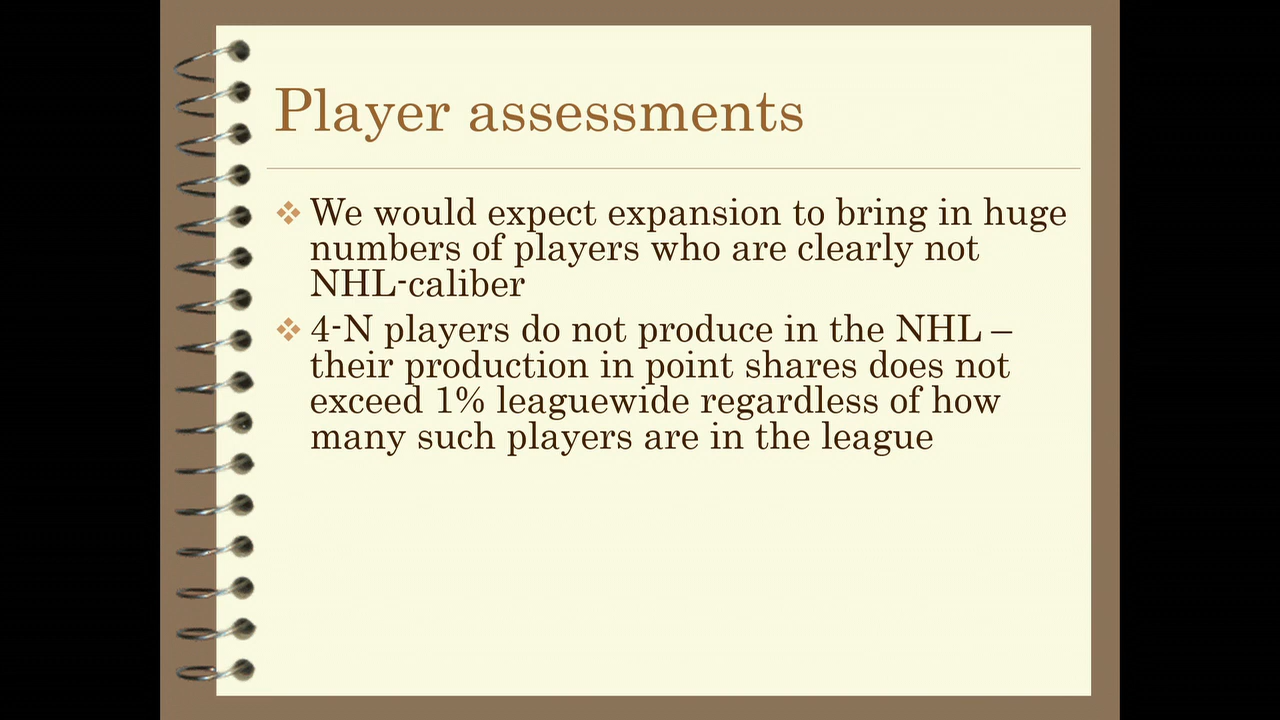 Player assessments
We would expect expansion to bring in huge
numbers of players who are clearly not
NHL-caliber
4-N players do not produce in the NHL –
their production in point shares does not
exceed 1% leaguewide regardless of how
many such players are in the league